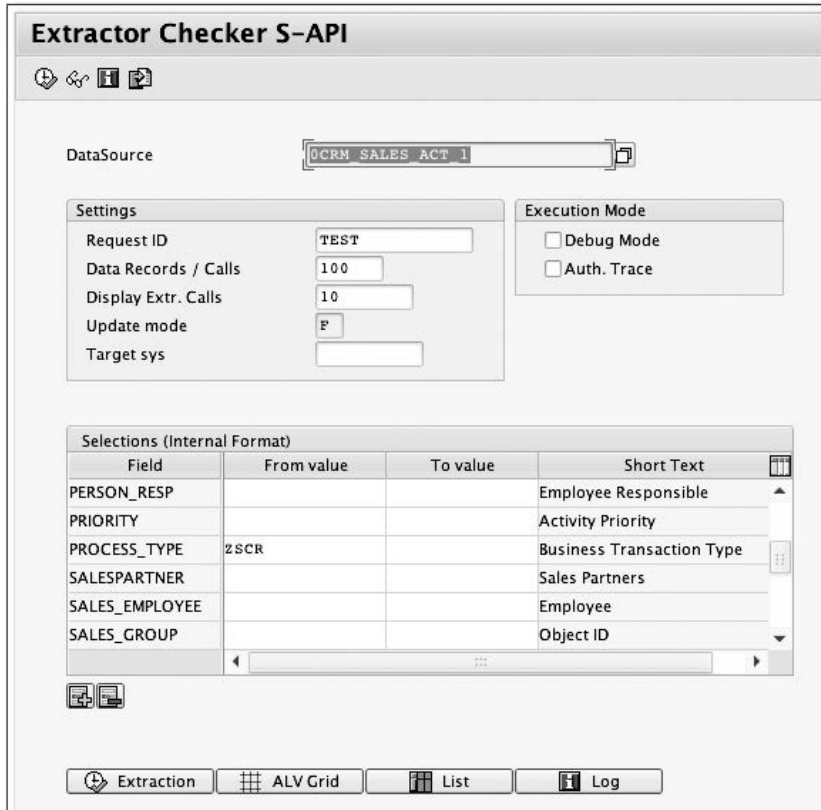 Extractor Checker S-API
DataSource 0CRM_SALES_ACT_1
Settings
Request ID TEST
Data Records / Calls 100
Display Extr. Calls 10
Update mode F
Target sys
Execution Mode
Debug Mode
Auth. Trace
Selections (Internal Format)
Field From value To value Short Text
PERSON_RESP Employee Responsible
PRIORITY Activity Priority
PROCESS_TYPE ZSCR Business Transaction Type
SALESPARTNER Sales Partners
SALES_EMPLOYEE Employee
SALES_GROUP Object ID
Extraction ALV Grid List Log